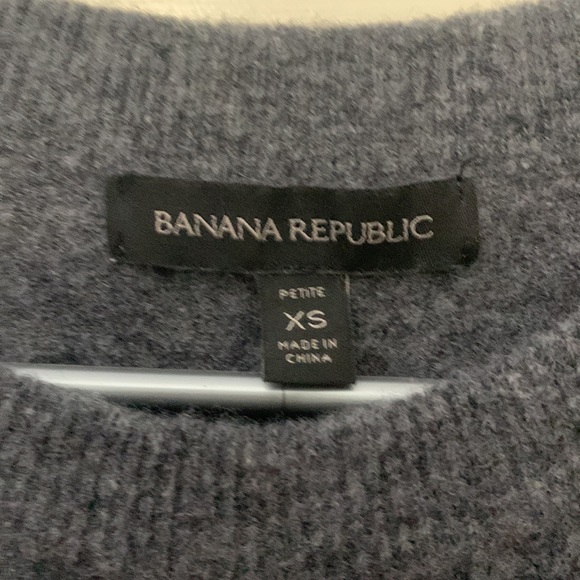 BANANA REPUBLIC
PETITE
XS
MADE IN
CHINA